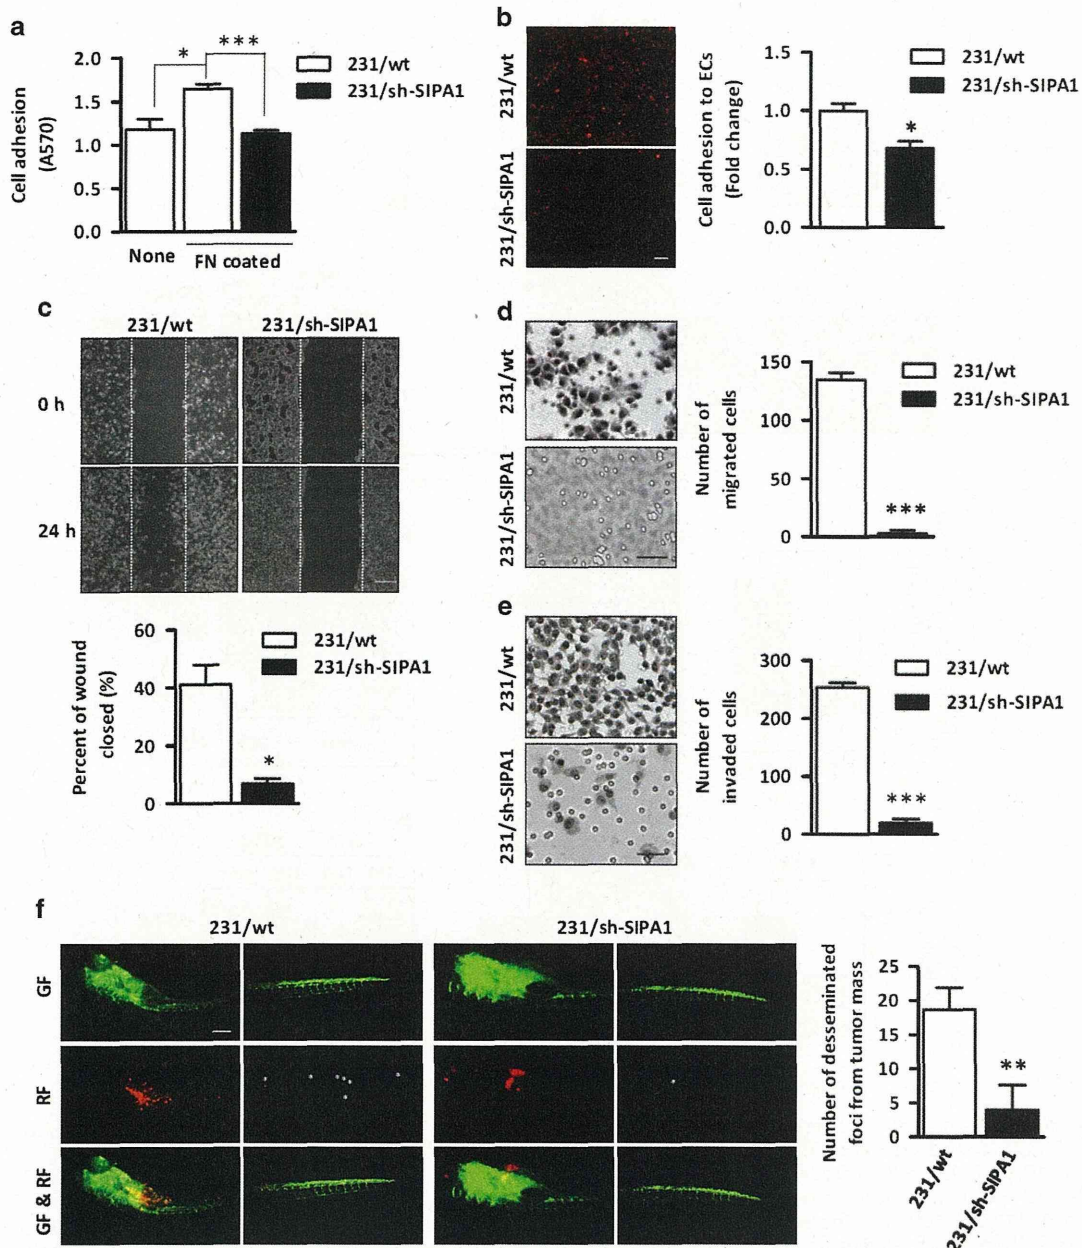 a
* ***
Cell adhesion
(A570)
2.0
1.5
1.0
0.5
0.0
None
FN coated
231/wt
231/sh-SIPA1
b
231/wt
231/sh-SIPA1
Cell adhesion to ECs
(Fold change)
1.5
1.0
0.5
0.0
*
231/wt
231/sh-SIPA1
c
231/wt 231/sh-SIPA1
0 h
24 h
Percent of wound
closed (%)
60
40
20
0
*
231/wt
231/sh-SIPA1
d
231/wt
231/sh-SIPA1
Number of
migrated cells
150
100
50
0
***
231/wt
231/sh-SIPA1
e
231/wt
231/sh-SIPA1
Number of
invaded cells
300
200
100
0
***
231/wt
231/sh-SIPA1
f
231/wt 231/sh-SIPA1
GF
RF
GF & RF
Number of desseminated
foci from tumor mass
25
20
15
10
5
0
**
231/wt
231/sh-SIPA1